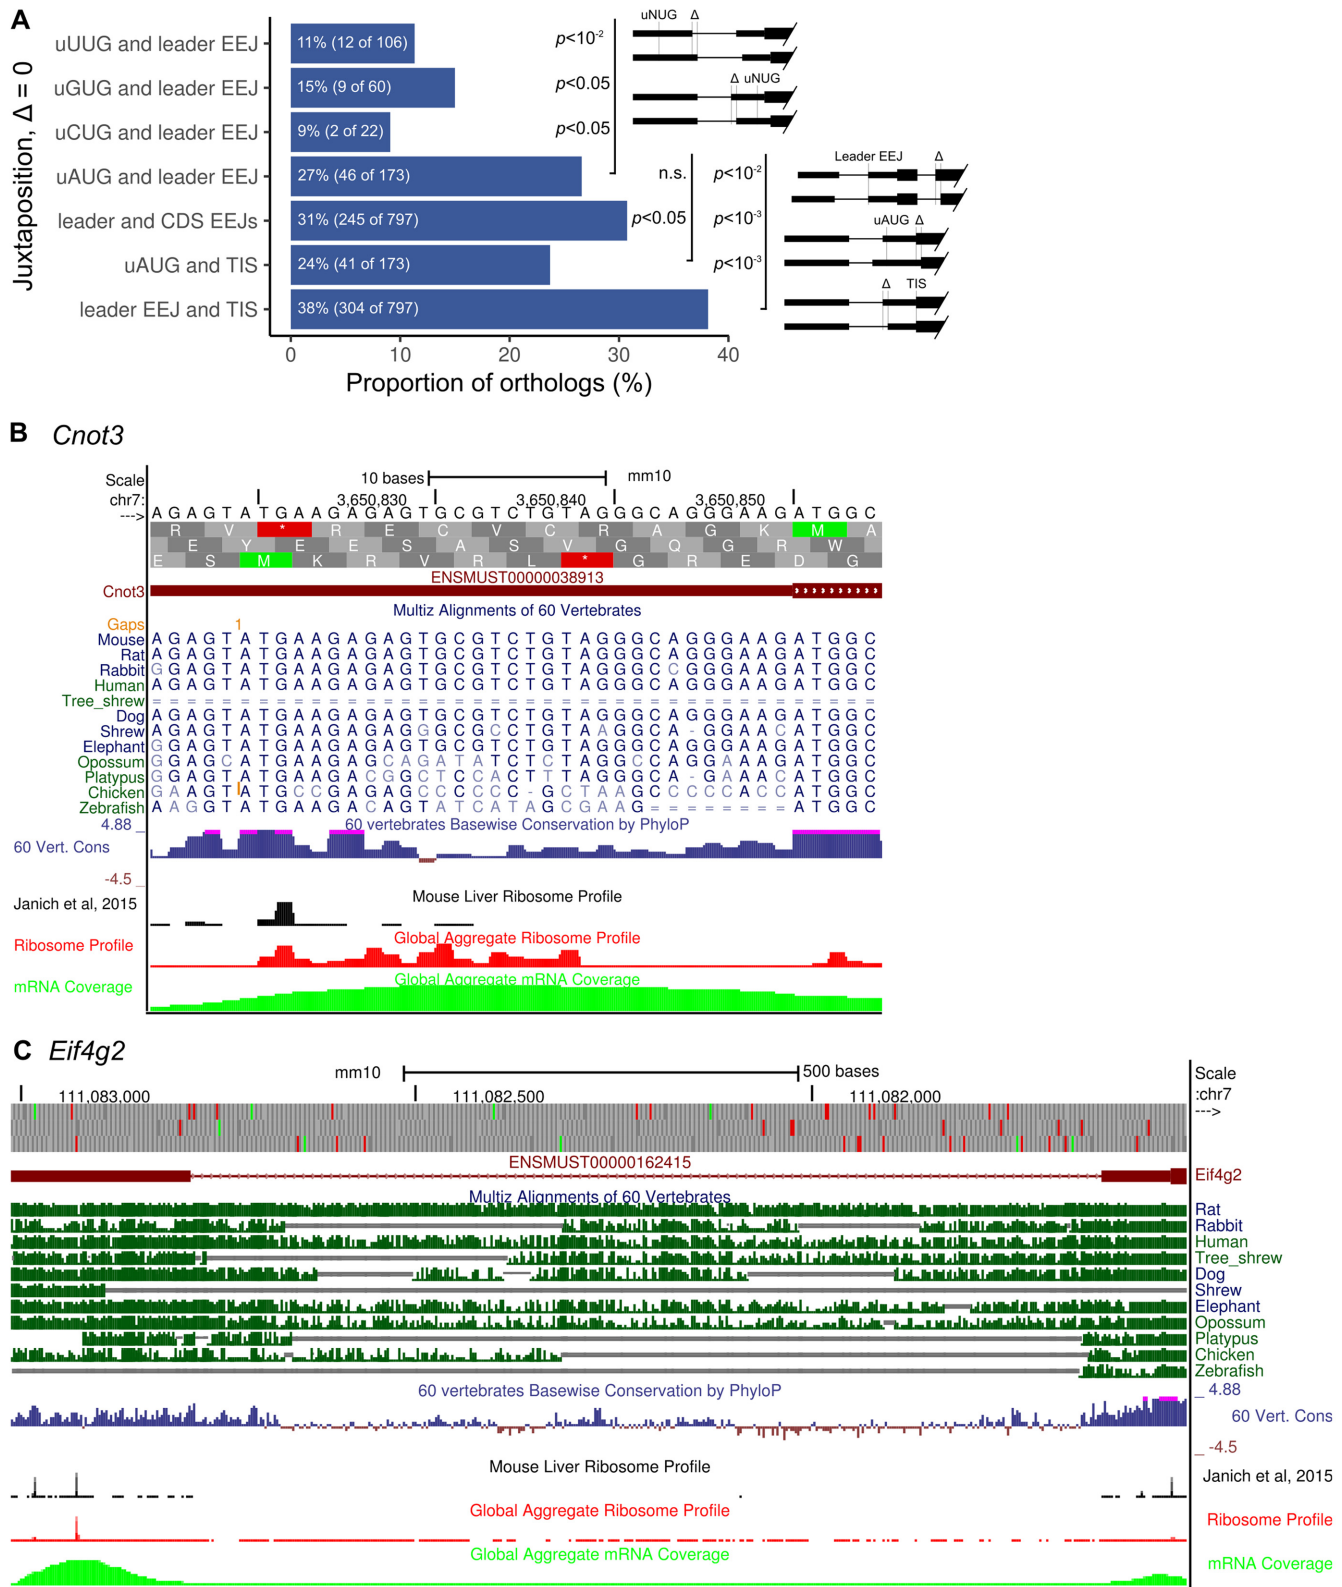 A
Juxtaposition, Δ = 0
uUUG and leader EEJ
11% (12 of 106)
uGUG and leader EEJ
15% (9 of 60)
uCUG and leader EEJ
9% (2 of 22)
uAUG and leader EEJ
27% (46 of 173)
leader and CDS EEJs
31% (245 of 797)
uAUG and TIS
24% (41 of 173)
leader EEJ and TIS
38% (304 of 797)
0 10 20 30 40
Proportion of orthologs (%)
p<10-2
p<0.05
p<0.05
n.s.
p<0.05
p<10-2
p<10-3
p<10-3
uNUG Δ
Δ uNUG
Leader EEJ Δ
uAUG Δ
Δ TIS
B Cnot3
Scale 10 bases mm10
chr7: 3,650,830 3,650,840 3,650,850
---> A G A G T A T G A A G A G A G T G C G T C T G T A G G G C A G G G A A G A T G G C
R V * R E C V C R A G K M A
E Y E E S A S V G Q G R W
E S M K R V R L * G R E D G
ENSMUST00000038913
Cnot3
Multiz Alignments of 60 Vertebrates
Gaps 1
Mouse A G A G T A T G A A G A G A G T G C G T C T G T A G G G C A G G G A A G A T G G C
Rat A G A G T A T G A A G A G A G T G C G T C T G T A G G G C A G G G A A G A T G G C
Rabbit G G A G T A T G A A G A G A G T G C G T C T G T A G G G C C G G G A A G A T G G C
Human A G A G T A T G A A G A G A G T G C G T C T G T A G G G C A G G G A A G A T G G C
Tree_shrew = = = = = = = = = = = = = = = = = = = = = = = = = = = = = = = = = = = = = = = = =
Dog A G A G T A T G A A G A G A G T G C G T C T G T A G G G C A G G G A A G A T G G C
Shrew A G A G T A T G A A G A G A G G G C G C C T G T A A G G C A - G G A A C A T G G C
Elephant G G A G T A T G A A G A G A G T G C G T C T G T A G G G C A G G G A A G A T G G C
Opossum G G A G C A T G A A G A G C A G A T A T C T C T A G G C C A G G A A A G A T G G C
Platypus G G A G T A T G A A G A C G G C T C C A C T T T A G G G C A - G A A A C A T G G C
Chicken G A A G T A T G C C G A G A G C C C C C C - G C T A A G C C C C C A C C A T G G C
Zebrafish A A G G T A T G A A G A C A G T A T C A T A G C G A A G = = = = = = = = A T G G C
4.88
60 vertebrates Basewise Conservation by PhyloP
60 Vert. Cons
-4.5
Mouse Liver Ribosome Profile
Janich et al, 2015
Global Aggregate Ribosome Profile
Ribosome Profile
Global Aggregate mRNA Coverage
mRNA Coverage
C Eif4g2
mm10 500 bases Scale
111,083,000 111,082,500 111,082,000 :chr7
--->
ENSMUST00000162415
Eif4g2
Multiz Alignments of 60 Vertebrates
Rat
Rabbit
Human
Tree_shrew
Dog
Shrew
Elephant
Opossum
Platypus
Chicken
Zebrafish
60 vertebrates Basewise Conservation by PhyloP
4.88
60 Vert. Cons
-4.5
Mouse Liver Ribosome Profile
Janich et al, 2015
Global Aggregate Ribosome Profile
Ribosome Profile
Global Aggregate mRNA Coverage
mRNA Coverage